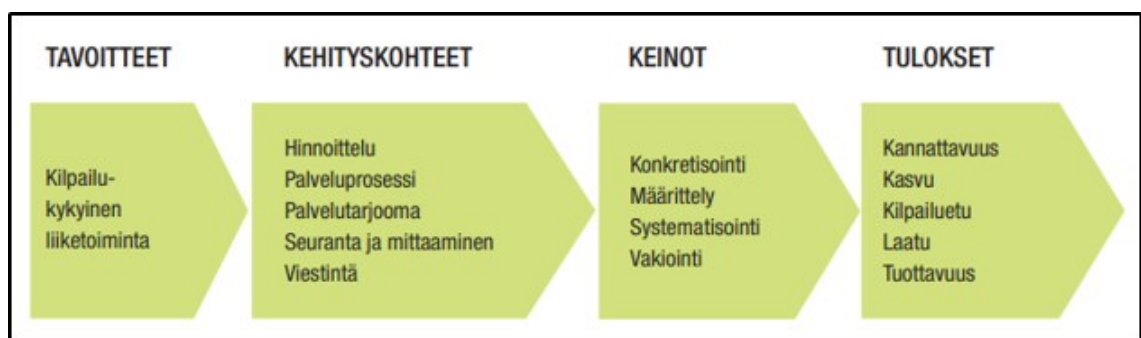 TAVOITTEET
Kilpailu-
kykyinen
liiketoiminta
KEHITYSKOHTEET
Hinnoittelu
Palveluprosessi
Palvelutarjooma
Seuranta ja mittaaminen
Viestintä
KEINOT
Konkretisointi
Määrittely
Systematisointi
Vakiointi
TULOKSET
Kannattavuus
Kasvu
Kilpailuetu
Laatu
Tuottavuus